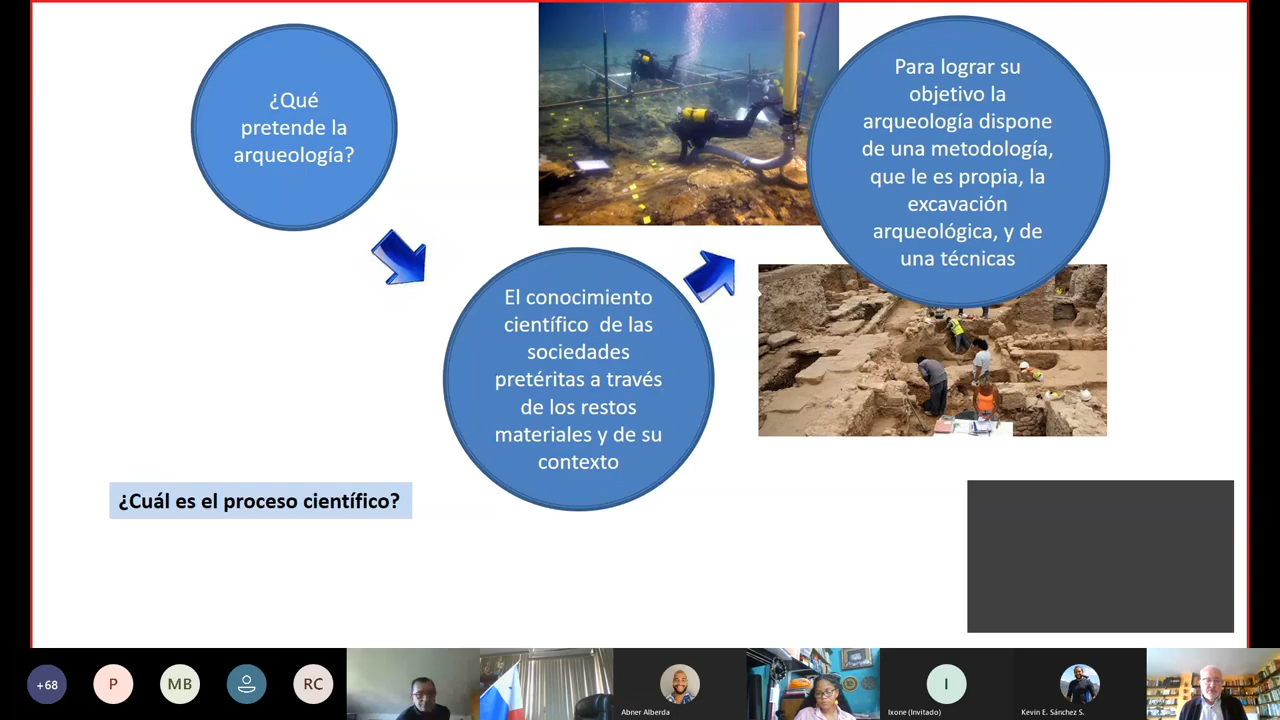 ¿Qué
pretende la
arqueología?
El conocimiento
científico de las
sociedades
pretéritas a través
de los restos
materiales y de su
contexto
Para lograr su
objetivo la
arqueología dispone
de una metodología,
que le es propia, la
excavación
arqueológica, y de
una técnicas
¿Cuál es el proceso científico?
+68
P
MB
RC
Abner Alberda
I
Ixone (Invitado)
Kevin E. Sánchez S.